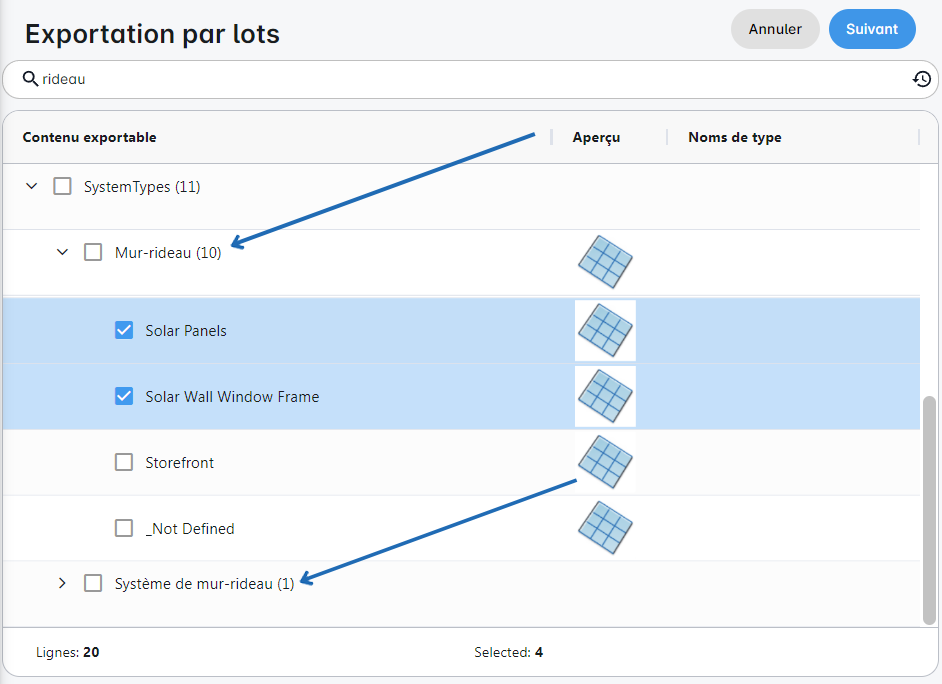 Exportation par lots
Annuler
Suivant
rideau
Contenu exportable
Aperçu
Noms de type
SystemTypes (11)
Mur-rideau (10)
Solar Panels
Solar Wall Window Frame
Storefront
_Not Defined
Système de mur-rideau (1)
Lignes: 20
Selected: 4